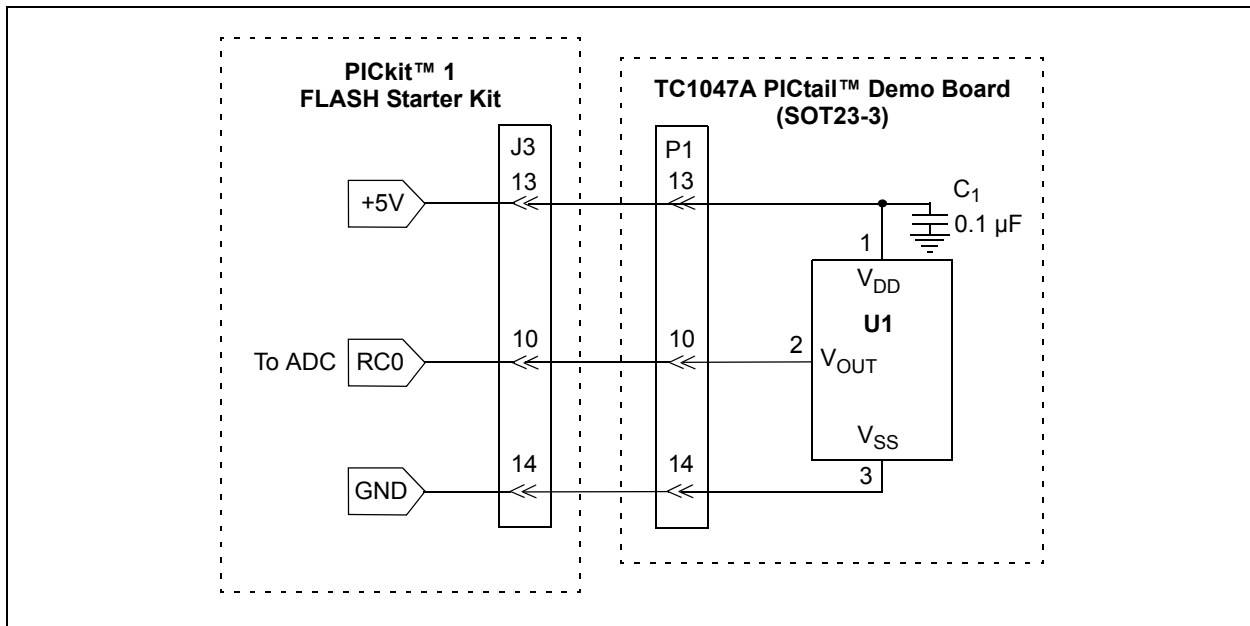 PICkit™ 1
FLASH Starter Kit
TC1047A PICtail™ Demo Board
(SOT23-3)
J3
P1
13
13
+5V
C1
0.1 µF
1
VDD
U1
10
10
2
VOUT
To ADC
RC0
VSS
14
14
3
GND